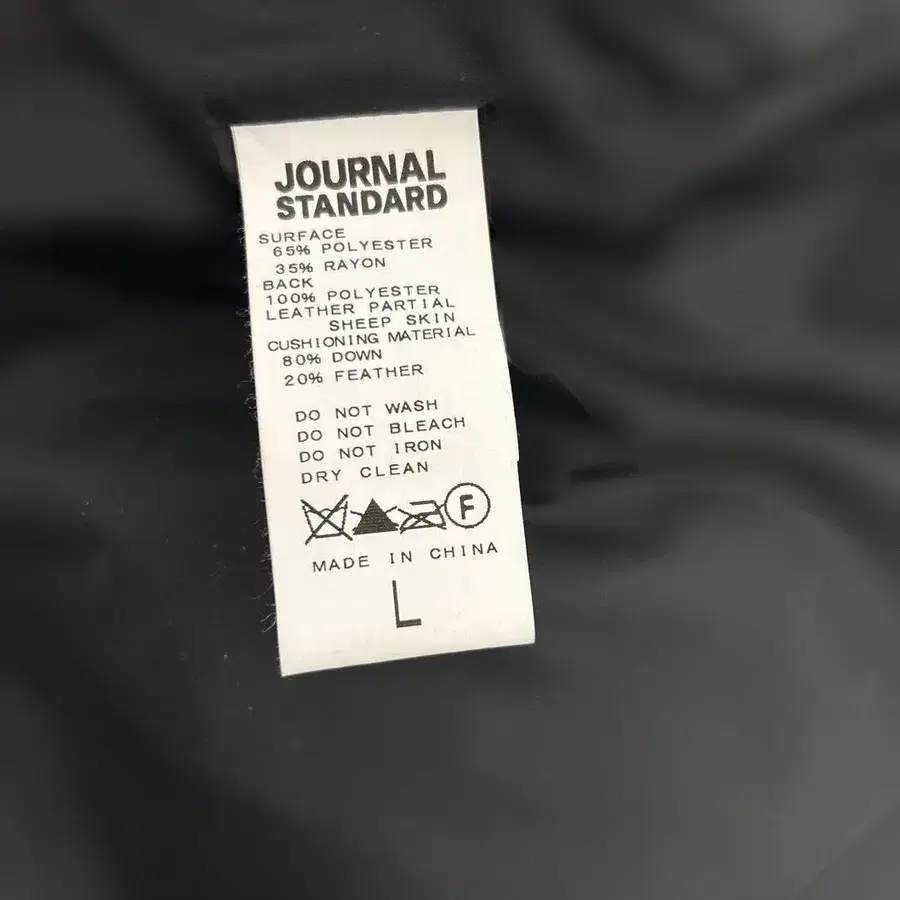 JOURNAL
STANDARD
SURFACE
65% POLYESTER
35% RAYON
BACK
100% POLYESTER
LEATHER PARTIAL
SHEEP SKIN
CUSHIONING MATERIAL
80% DOWN
20% FEATHER
DO NOT WASH
DO NOT BLEACH
DO NOT IRON
DRY CLEAN
F
MADE IN CHINA
L